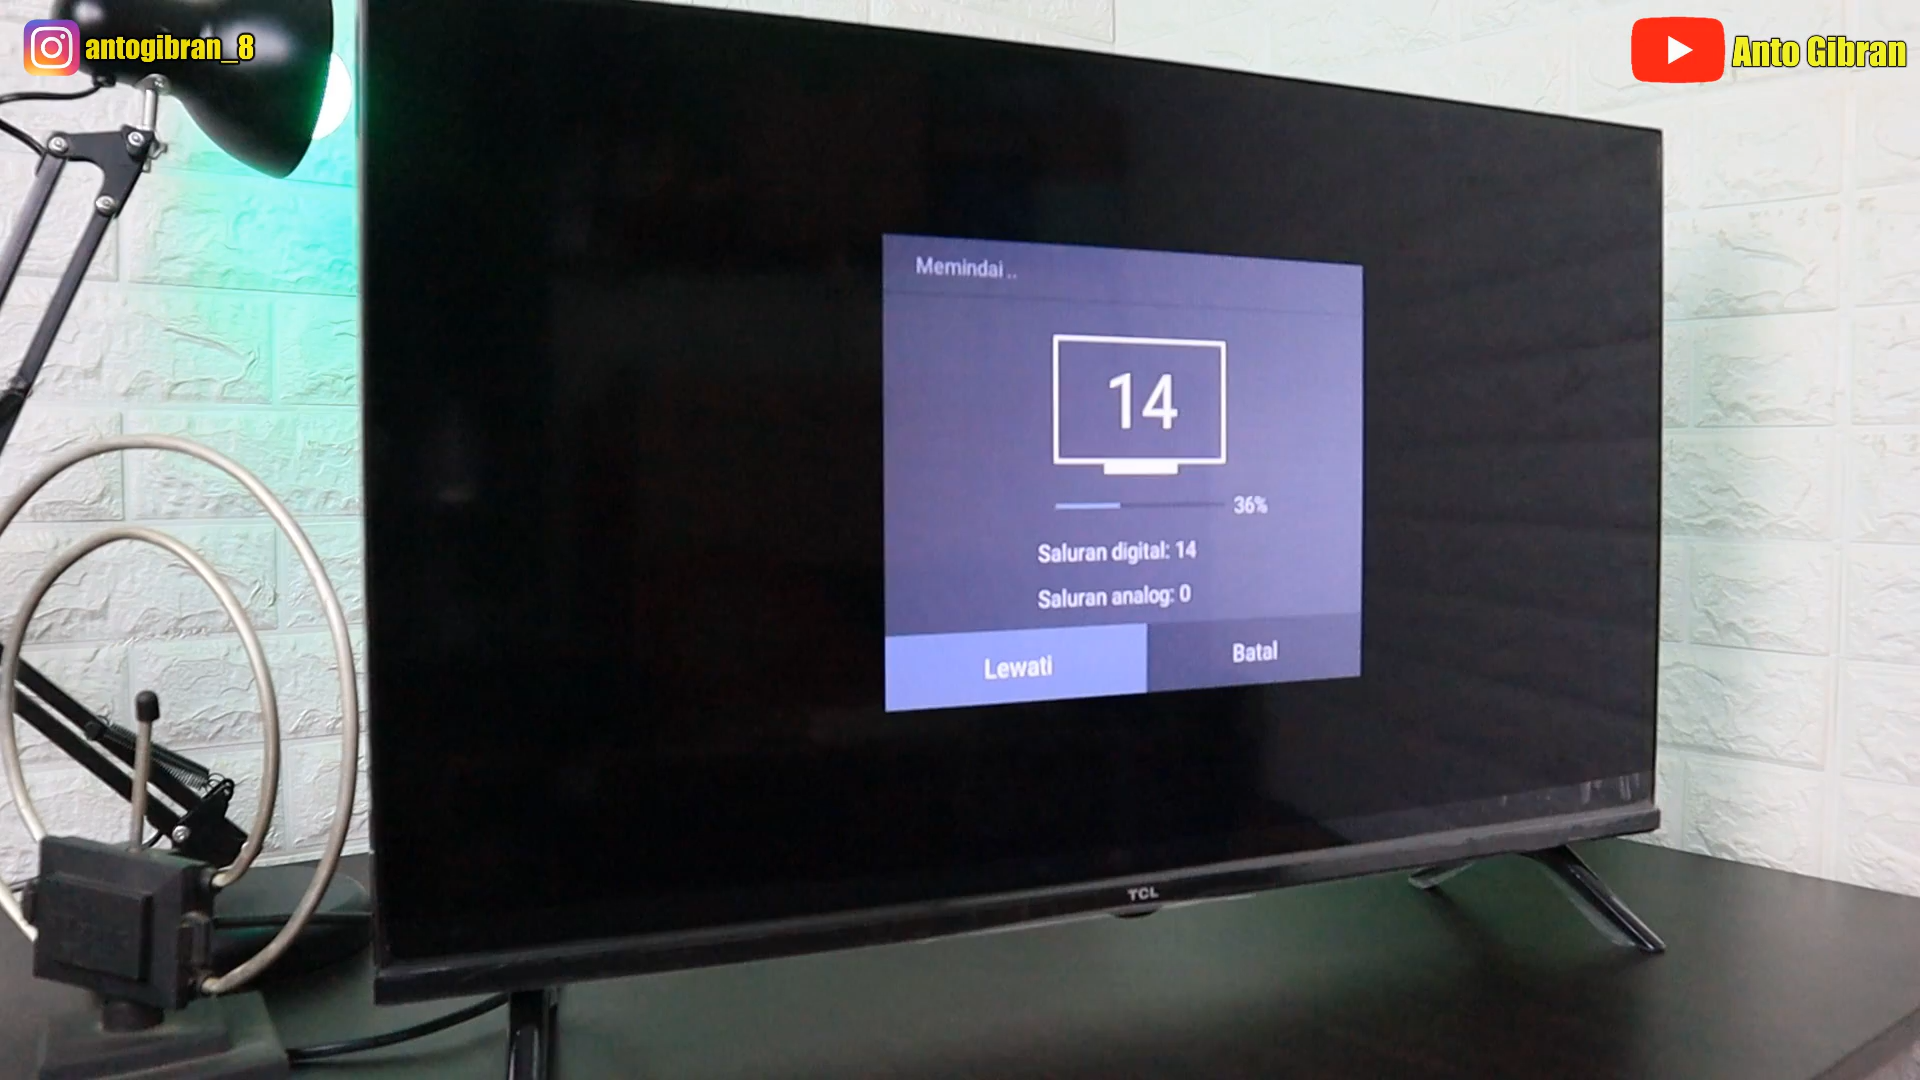 antogibran_8
Anto Gibran
Memindai ..
14
36%
Saluran digital: 14
Saluran analog: 0
Lewati
Batal
TCL